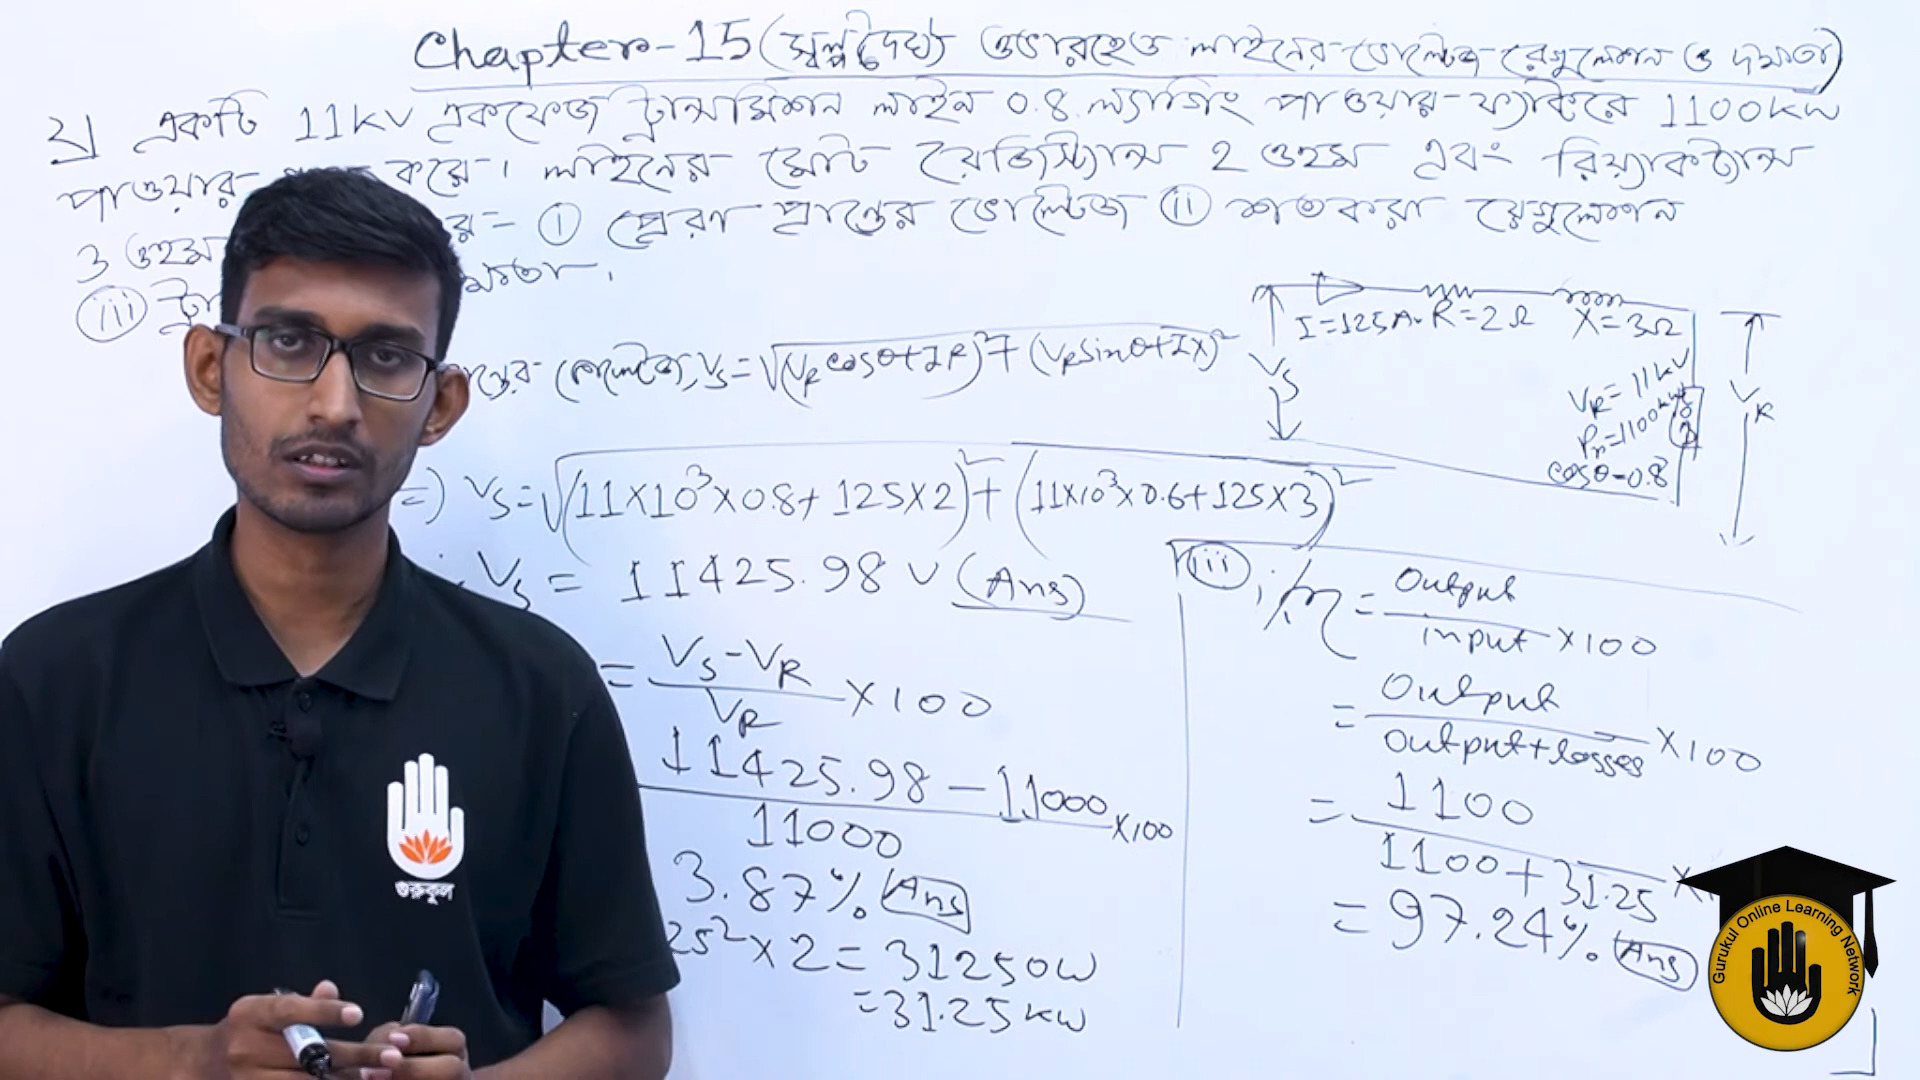 Chapter-15 (স্বল্পদৈর্ঘ্য ওভারহেড লাইনের ভোল্টেজ রেগুলেশন ও দক্ষতা)
২) একটি 11kv একফেজ ট্রান্সমিশন লাইন 0.8 ল্যাগিং পাওয়ার ফ্যাক্টরে 1100kw
পাওয়ার করে। লাইনের মোট রেজিস্ট্যান্স 2 ওহম এবং রিয়্যাকট্যান্স
3 ওহম র= (i) প্রেরণ প্রান্তের ভোল্টেজ (ii) শতকরা রেগুলেশন
(iii)
I=125A. R=2Ω X=3Ω
VS
VR=11kV
Pr=1100kw
cosθ=0.8
VR
ন্তের ভোল্টেজ, VS=√(VR cosθ+IR)²+(VR sinθ+IX)²
=) VS=√(11×10³×0.8+125×2)²+(11×10³×0.6+125×3)²
VS = 11425.98 V (Ans)
= VS-VR / VR ×100
11425.98-11000 / 11000 ×100
3.87% Ans
25²×2=31250W
=31.25kW
(iii) %η = Output / input ×100
= Output / Output+losses ×100
= 1100 / 1100+31.25
= 97.24% Ans
গুরুকুল
Gurukul Online Learning Network